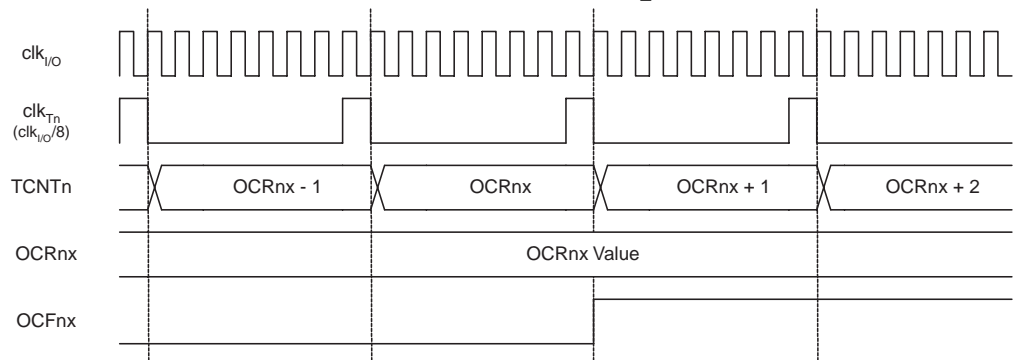 clkI/O
clkTn
(clkI/O/8)
TCNTn OCRnx - 1 OCRnx OCRnx + 1 OCRnx + 2
OCRnx OCRnx Value
OCFnx